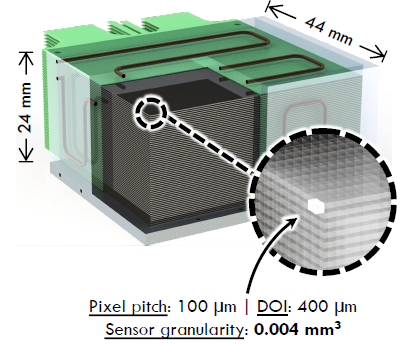 44 mm
24 mm
Pixel pitch: 100 µm | DOI: 400 µm
Sensor granularity: 0.004 mm³